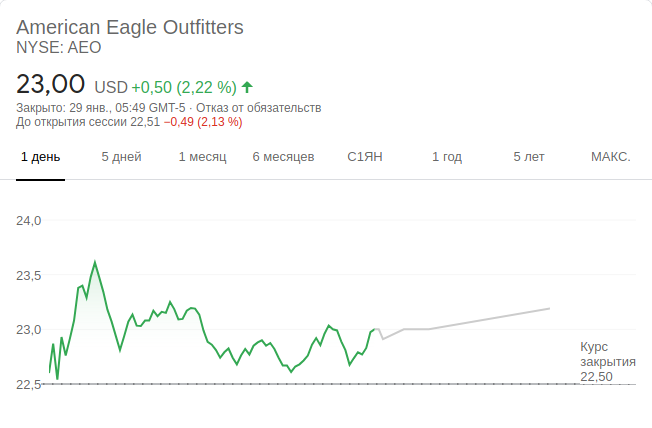 American Eagle Outfitters
NYSE: AEO
23,00 USD +0,50 (2,22 %)
Закрыто: 29 янв., 05:49 GMT-5 · Отказ от обязательств
До открытия сессии 22,51 −0,49 (2,13 %)
1 день 5 дней 1 месяц 6 месяцев С1ЯН 1 год 5 лет МАКС.
24,0
23,5
23,0
22,5
Курс
закрытия
22,50